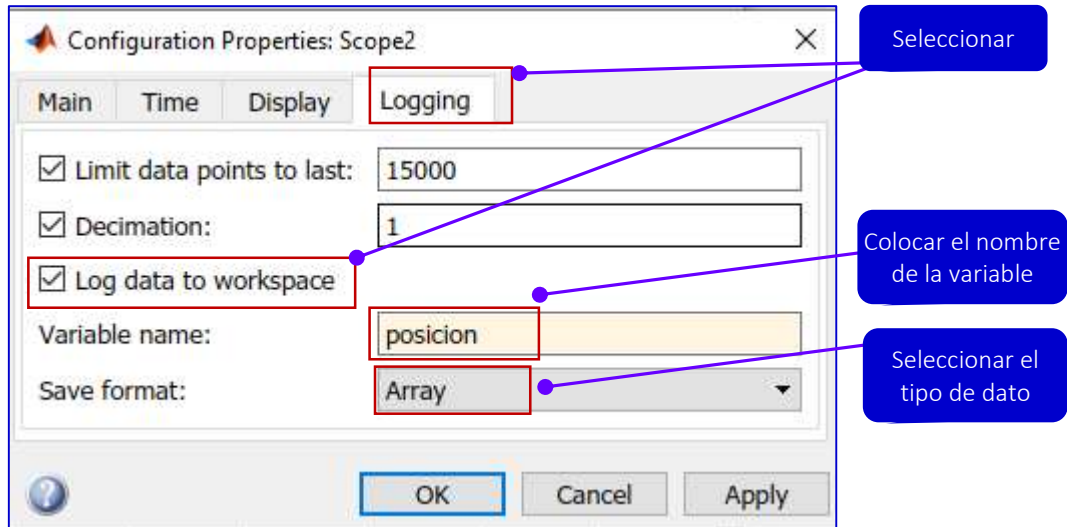 Configuration Properties: Scope2
Seleccionar
Main Time Display Logging
Limit data points to last: 15000
Decimation: 1
Log data to workspace
Colocar el nombre
de la variable
Variable name: posicion
Save format: Array
Seleccionar el
tipo de dato
? OK Cancel Apply